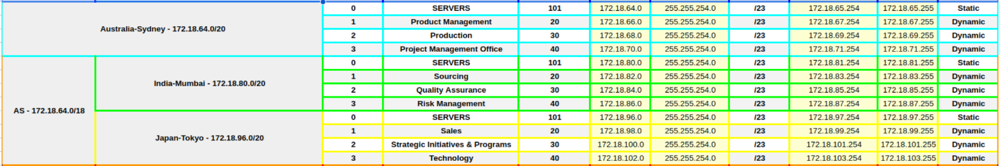 Australia-Sydney - 172.18.64.0/20
0 SERVERS 101 172.18.64.0 255.255.254.0 /23 172.18.65.254 172.18.65.255 Static
1 Product Management 20 172.18.66.0 255.255.254.0 /23 172.18.67.254 172.18.67.255 Dynamic
2 Production 30 172.18.68.0 255.255.254.0 /23 172.18.69.254 172.18.69.255 Dynamic
3 Project Management Office 40 172.18.70.0 255.255.254.0 /23 172.18.71.254 172.18.71.255 Dynamic
AS - 172.18.64.0/18
India-Mumbai - 172.18.80.0/20
0 SERVERS 101 172.18.80.0 255.255.254.0 /23 172.18.81.254 172.18.81.255 Static
1 Sourcing 20 172.18.82.0 255.255.254.0 /23 172.18.83.254 172.18.83.255 Dynamic
2 Quality Assurance 30 172.18.84.0 255.255.254.0 /23 172.18.85.254 172.18.85.255 Dynamic
3 Risk Management 40 172.18.86.0 255.255.254.0 /23 172.18.87.254 172.18.87.255 Dynamic
Japan-Tokyo - 172.18.96.0/20
0 SERVERS 101 172.18.96.0 255.255.254.0 /23 172.18.97.254 172.18.97.255 Static
1 Sales 20 172.18.98.0 255.255.254.0 /23 172.18.99.254 172.18.99.255 Dynamic
2 Strategic Initiatives & Programs 30 172.18.100.0 255.255.254.0 /23 172.18.101.254 172.18.101.255 Dynamic
3 Technology 40 172.18.102.0 255.255.254.0 /23 172.18.103.254 172.18.103.255 Dynamic